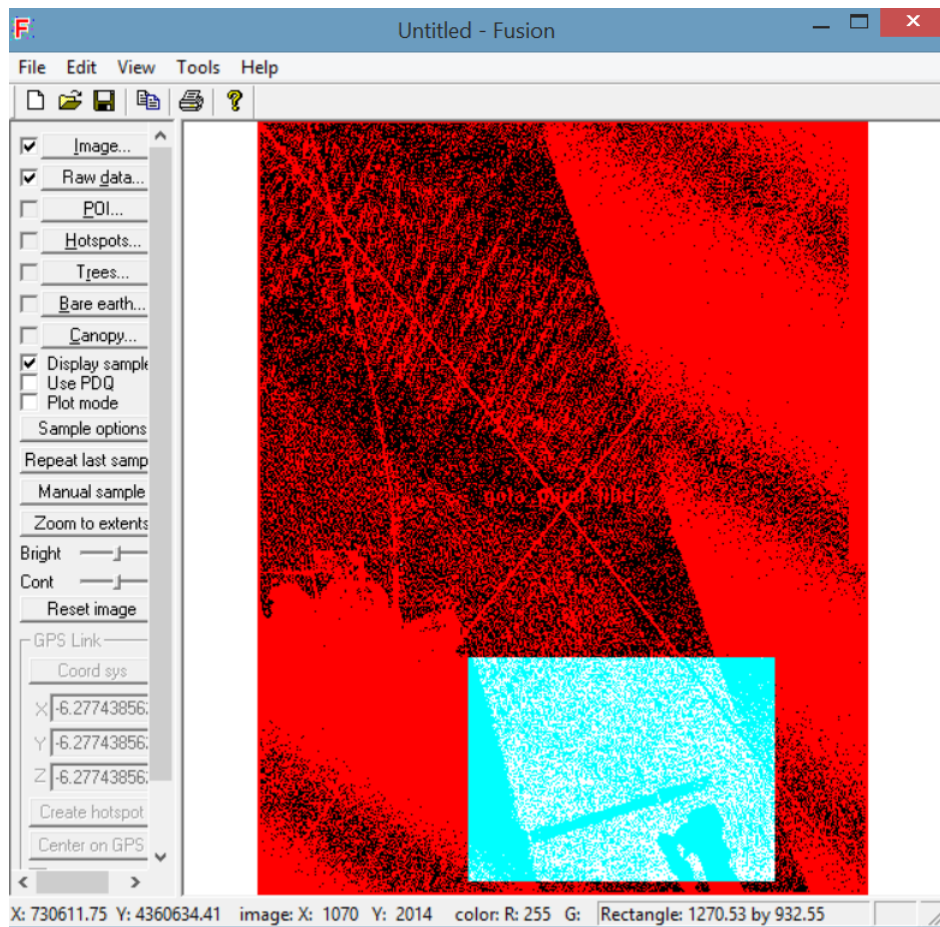 F Untitled - Fusion
File Edit View Tools Help
Image...
Raw data...
POI...
Hotspots...
Trees...
Bare earth...
Canopy...
Display sample
Use PDQ
Plot mode
Sample options
Repeat last samp
Manual sample
Zoom to extents
Bright
Cont
Reset image
GPS Link
Coord sys
X -6.27743856
Y -6.27743856
Z -6.27743856
Create hotspot
Center on GPS
X: 730611.75 Y: 4360634.41 image: X: 1070 Y: 2014 color: R: 255 G: Rectangle: 1270.53 by 932.55